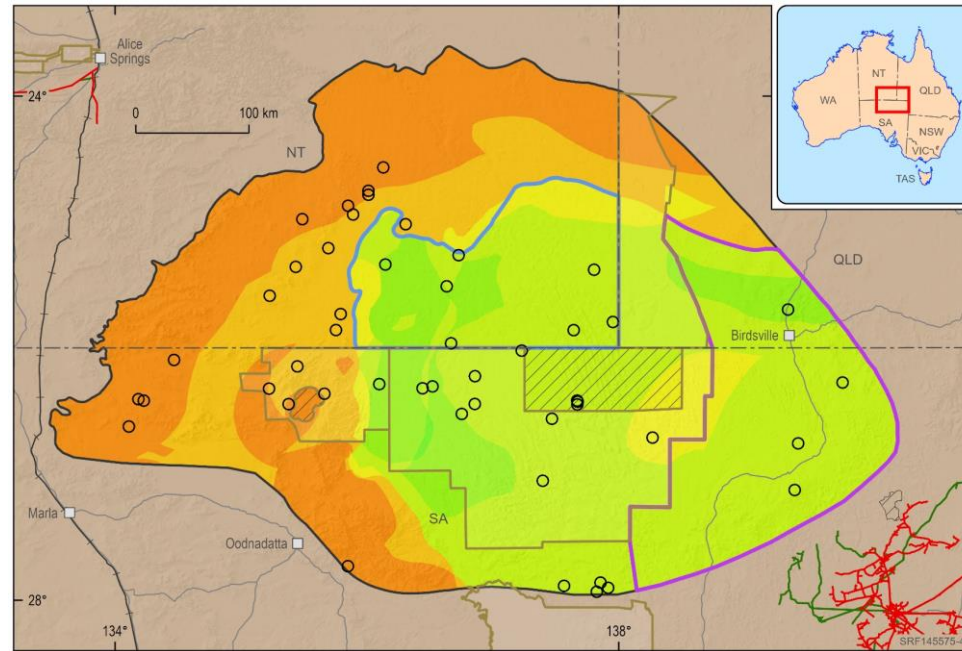 Alice
Springs
24°
0
100 km
NT
WA
NT
QLD
SA
NSW
VIC
TAS
QLD
Birdsville
Marla
SA
Oodnadatta
28°
134°
138°